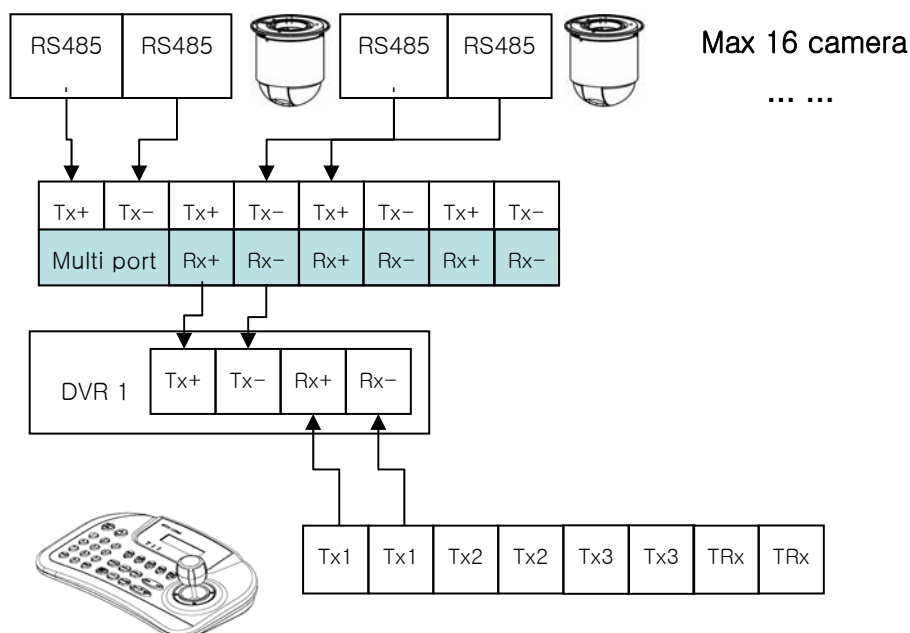 RS485 RS485 RS485 RS485 Max 16 camera
... ...
Tx+ Tx- Tx+ Tx- Tx+ Tx- Tx+ Tx-
Multi port Rx+ Rx- Rx+ Rx- Rx+ Rx-
DVR 1 Tx+ Tx- Rx+ Rx-
Tx1 Tx1 Tx2 Tx2 Tx3 Tx3 TRx TRx